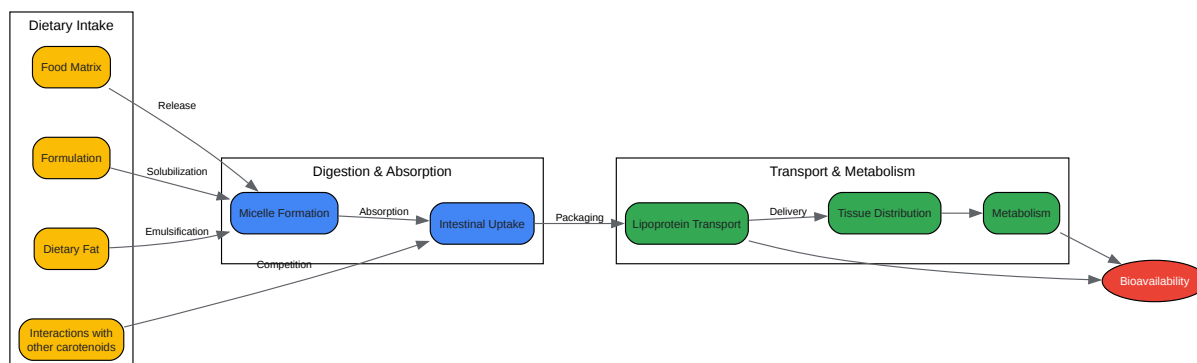 Dietary Intake
Food Matrix
Release
Formulation
Solubilization
Digestion & Absorption
Transport & Metabolism
Micelle Formation
Absorption
Intestinal Uptake
Packaging
Lipoprotein Transport
Delivery
Tissue Distribution
Metabolism
Dietary Fat
Emulsification
Competition
Bioavailability
Interactions with
other carotenoids